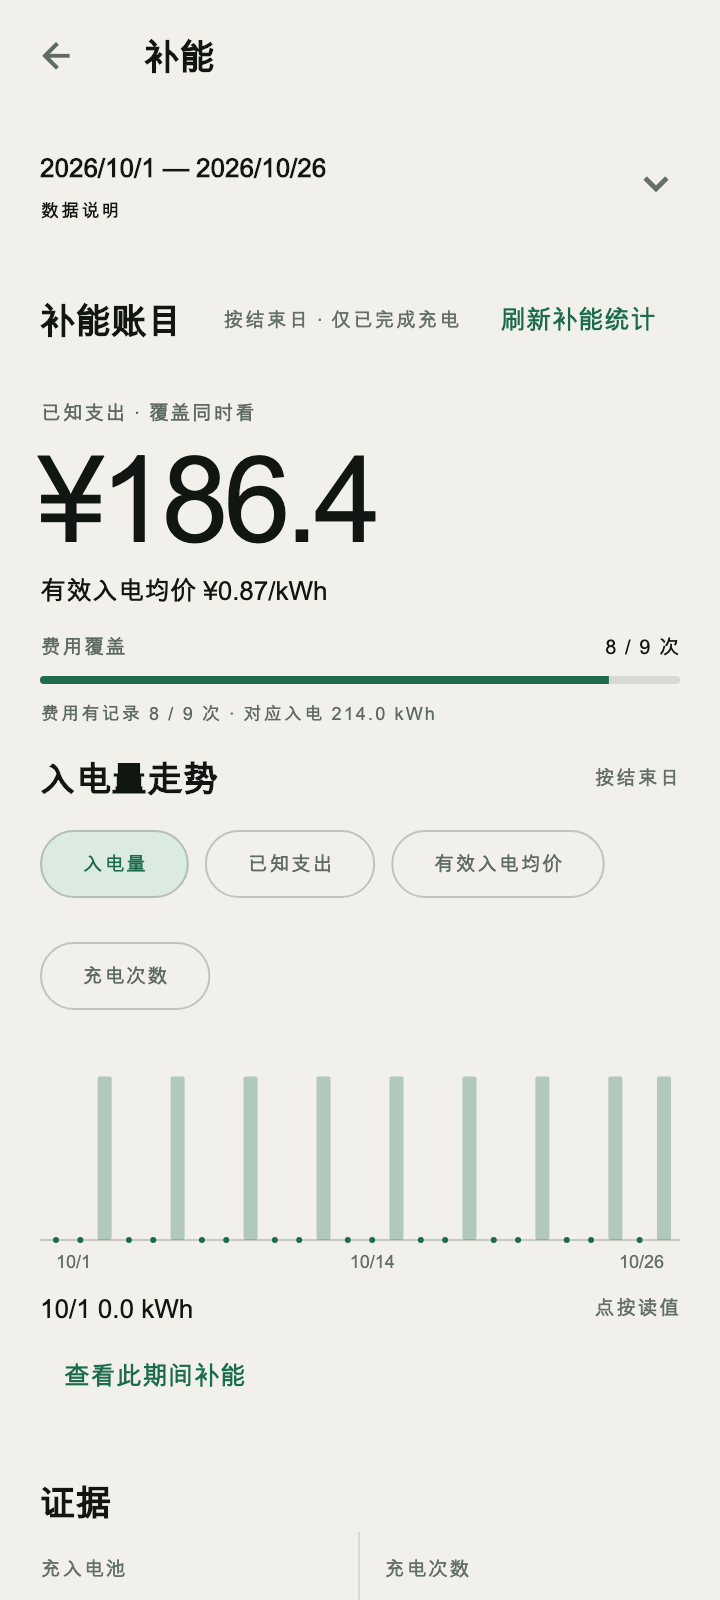 补能
2026/10/1 — 2026/10/26
数据说明
补能账目 按结束日 · 仅已完成充电 刷新补能统计
已知支出 · 覆盖同时看
¥186.4
有效入电均价 ¥0.87/kWh
费用覆盖 8 / 9 次
费用有记录 8 / 9 次 · 对应入电 214.0 kWh
入电量走势 按结束日
入电量 已知支出 有效入电均价
充电次数
10/1 10/14 10/26
10/1 0.0 kWh 点按读值
查看此期间补能
证据
充入电池 充电次数